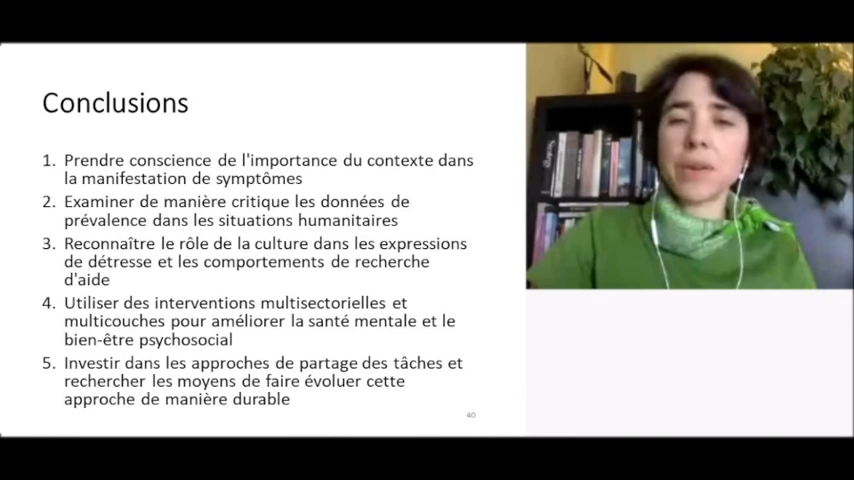 Conclusions
1. Prendre conscience de l'importance du contexte dans
la manifestation de symptômes
2. Examiner de manière critique les données de
prévalence dans les situations humanitaires
3. Reconnaître le rôle de la culture dans les expressions
de détresse et les comportements de recherche
d'aide
4. Utiliser des interventions multisectorielles et
multicouches pour améliorer la santé mentale et le
bien-être psychosocial
5. Investir dans les approches de partage des tâches et
rechercher les moyens de faire évoluer cette
approche de manière durable
40